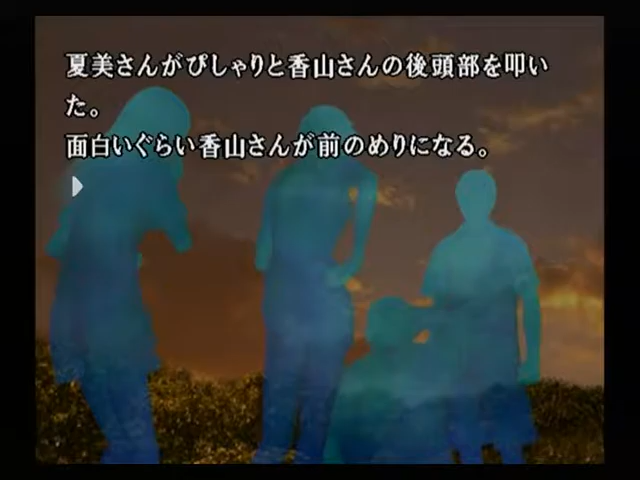 夏美さんがぴしゃりと香山さんの後頭部を叩い
た。
面白いぐらい香山さんが前のめりになる。